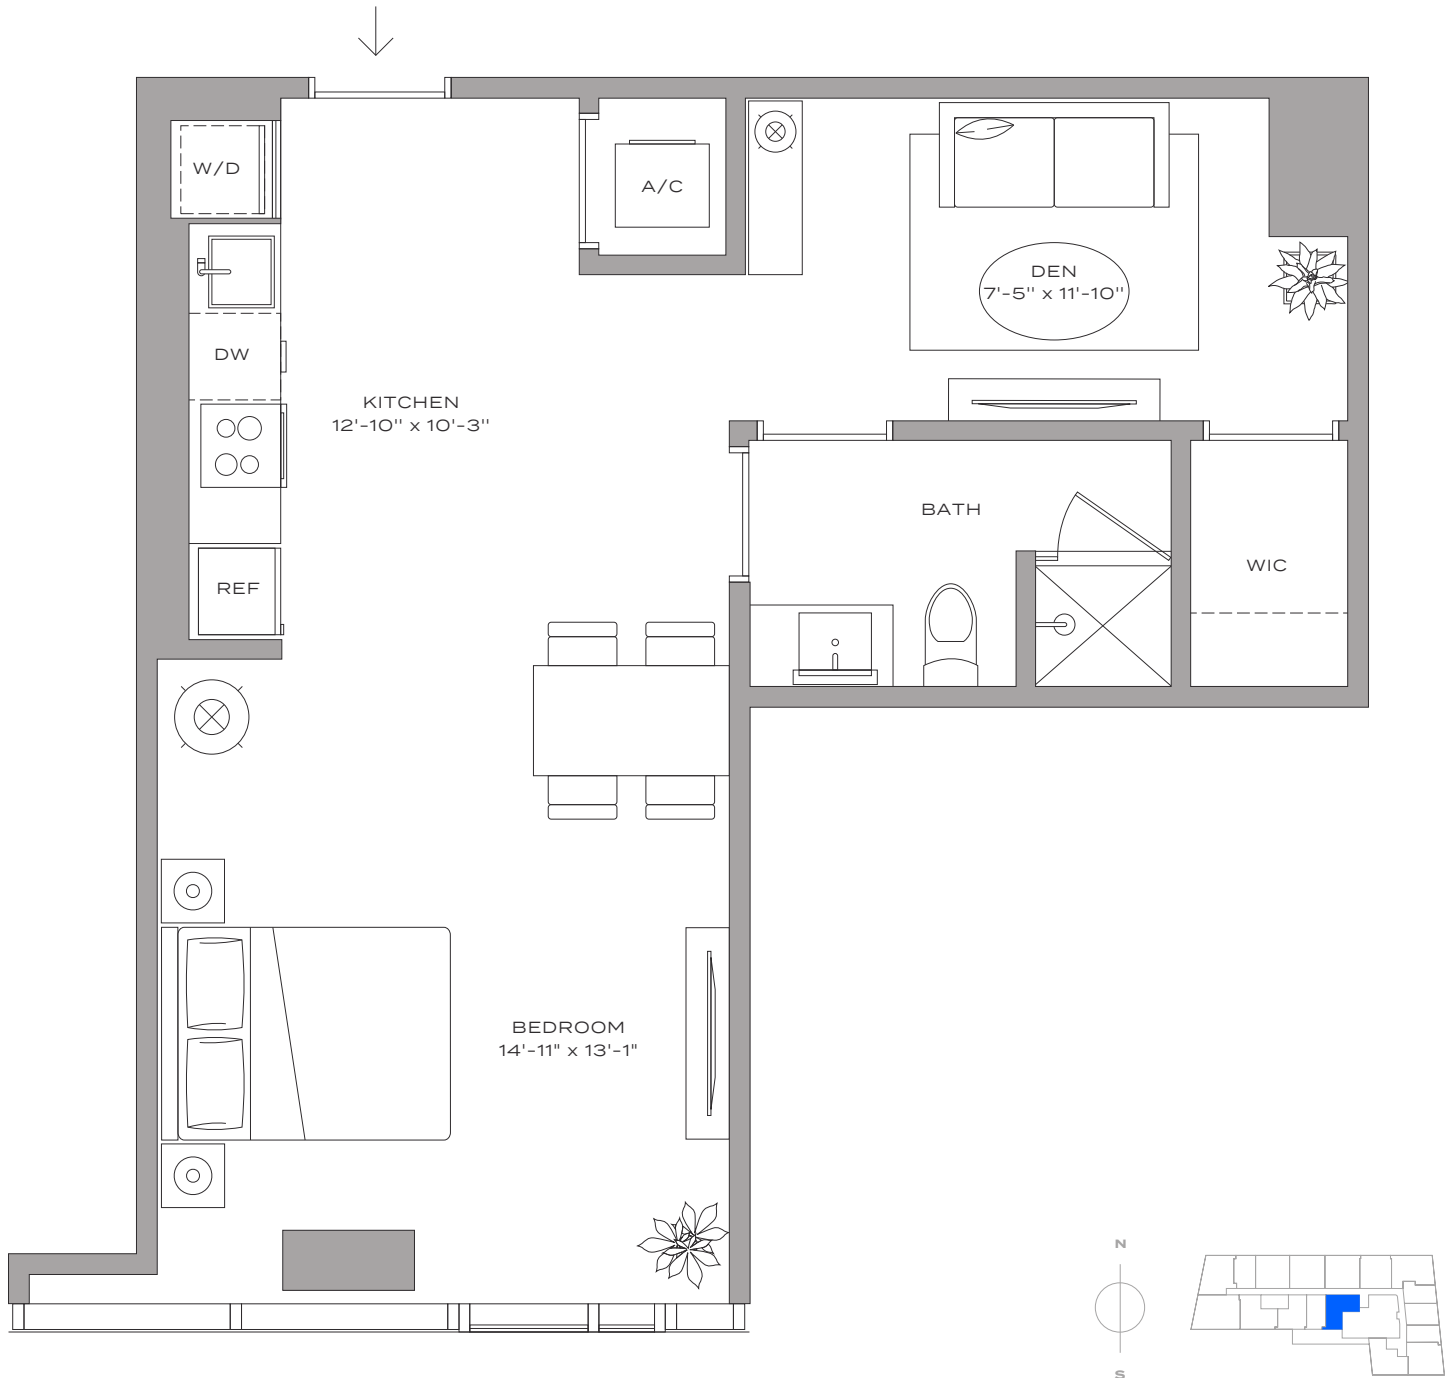 W/D
A/C
DEN
7'-5" x 11'-10"
DW
KITCHEN
12'-10" x 10'-3"
BATH
WIC
REF
BEDROOM
14'-11" x 13'-1"
N
S